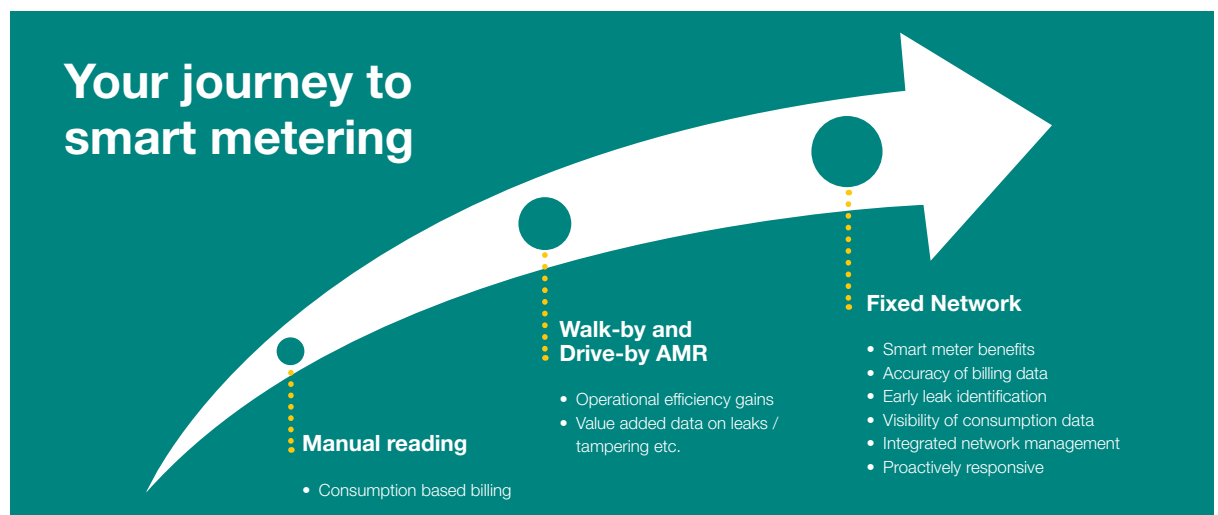 Your journey to
smart metering
Manual reading
• Consumption based billing
Walk-by and
Drive-by AMR
• Operational efficiency gains
• Value added data on leaks /
tampering etc.
Fixed Network
• Smart meter benefits
• Accuracy of billing data
• Early leak identification
• Visibility of consumption data
• Integrated network management
• Proactively responsive